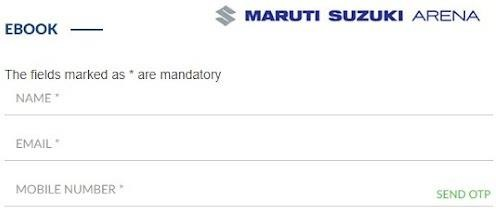 MARUTI SUZUKI ARENA
EBOOK
The fields marked as * are mandatory
NAME *
EMAIL *
MOBILE NUMBER *
SEND OTP